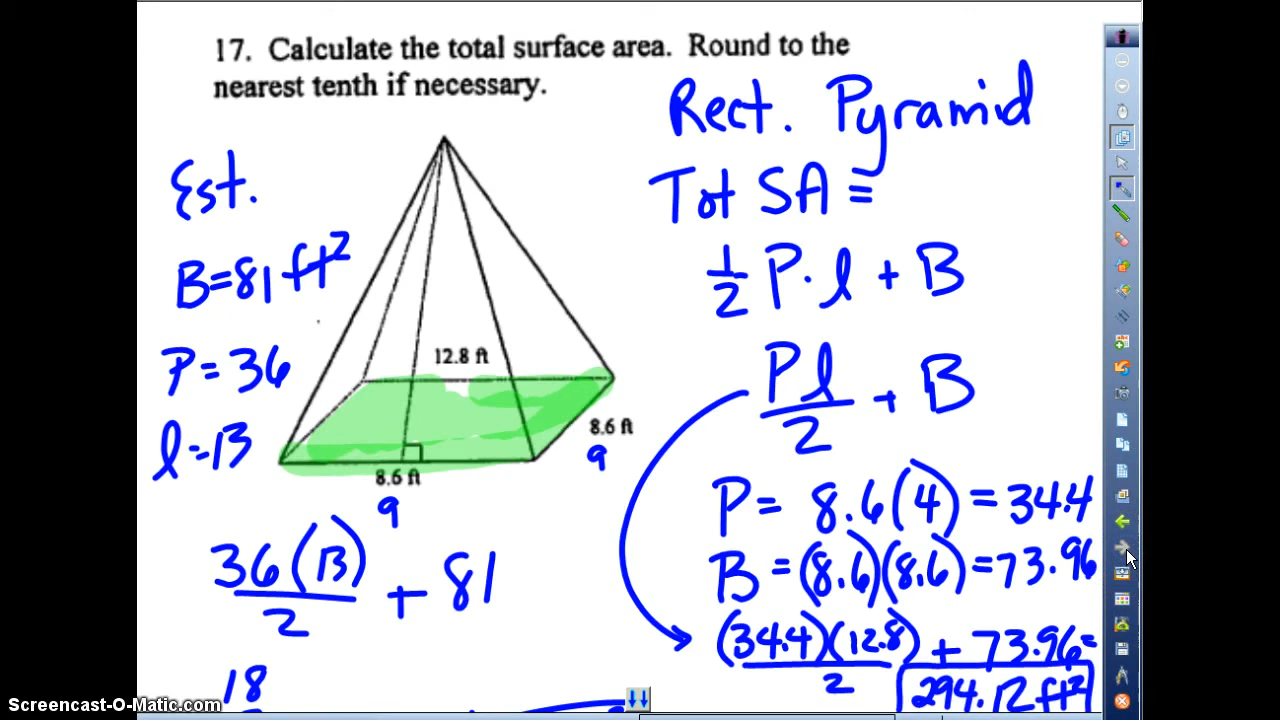 17. Calculate the total surface area. Round to the
nearest tenth if necessary.
Rect. Pyramid
Tot SA =
1/2 P · l + B
Pl/2 + B
P = 8.6(4) = 34.4
B = (8.6)(8.6) = 73.96
(34.4)(12.8)/2 + 73.96 =
294.12 ft²
Est.
B = 81 ft²
P = 36
l = 13
12.8 ft
8.6 ft
9
8.6 ft
9
36(13)/2 + 81
18
Screencast-O-Matic.com